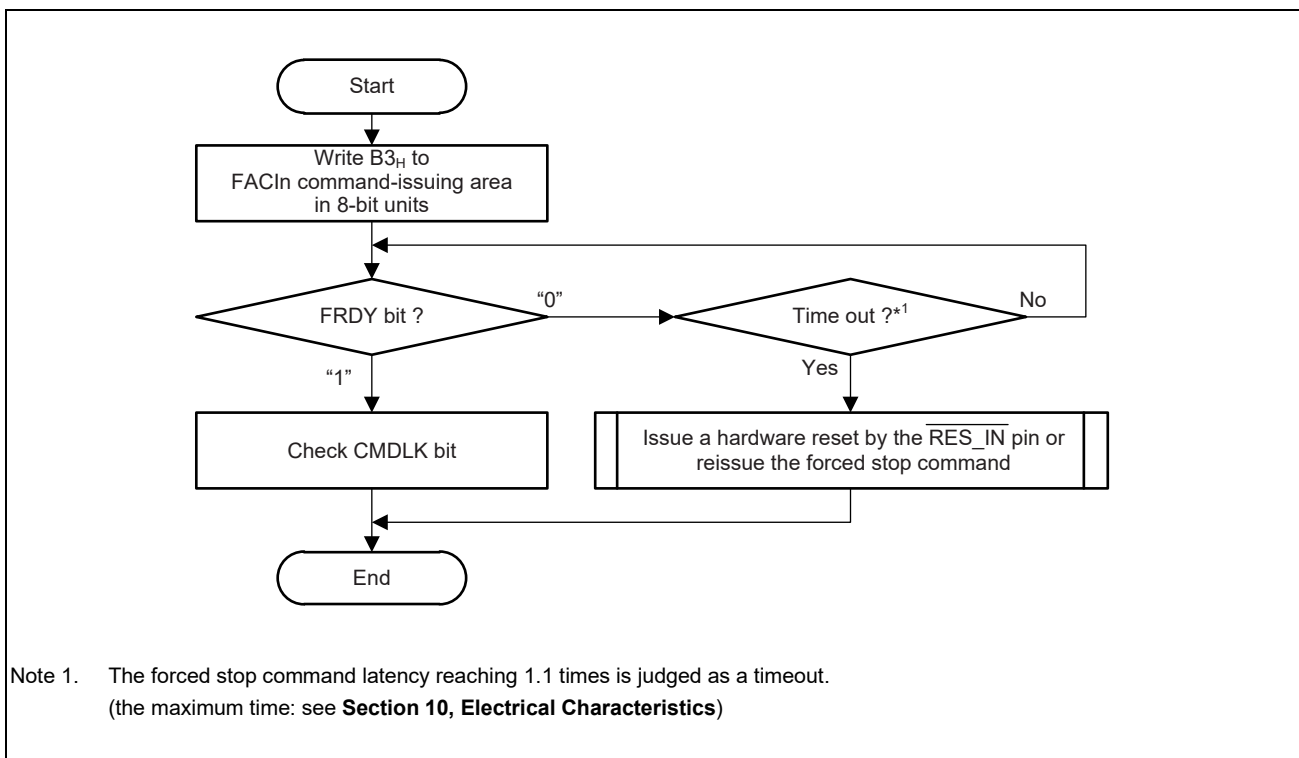 Start
Write B3H to
FACIn command-issuing area
in 8-bit units
FRDY bit ?
“0”
Time out ?*1
No
“1”
Yes
Check CMDLK bit
Issue a hardware reset by the RES_IN pin or
reissue the forced stop command
End
Note 1. The forced stop command latency reaching 1.1 times is judged as a timeout.
(the maximum time: see Section 10, Electrical Characteristics)